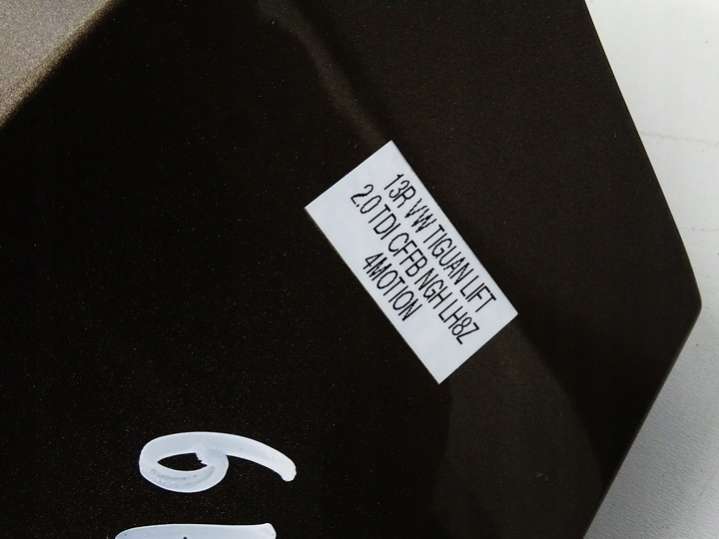 13R VW TIGUAN LIFT
2.0 TDI CFFB NGH LH8Z
4MOTION